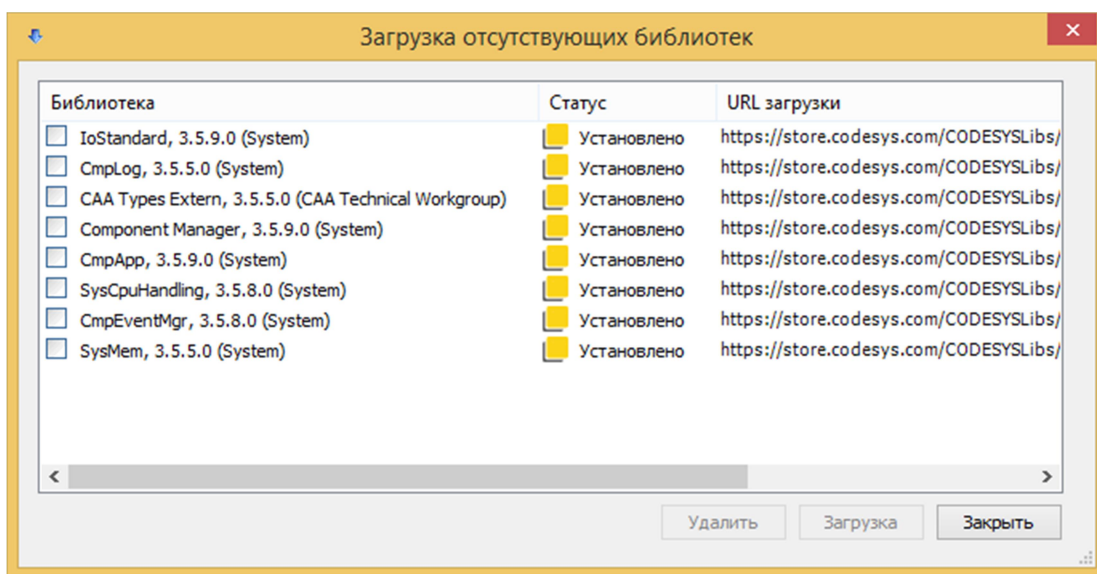 Загрузка отсутствующих библиотек
Библиотека Статус URL загрузки
IoStandard, 3.5.9.0 (System) Установлено https://store.codesys.com/CODESYSLibs/
CmpLog, 3.5.5.0 (System) Установлено https://store.codesys.com/CODESYSLibs/
CAA Types Extern, 3.5.5.0 (CAA Technical Workgroup) Установлено https://store.codesys.com/CODESYSLibs/
Component Manager, 3.5.9.0 (System) Установлено https://store.codesys.com/CODESYSLibs/
CmpApp, 3.5.9.0 (System) Установлено https://store.codesys.com/CODESYSLibs/
SysCpuHandling, 3.5.8.0 (System) Установлено https://store.codesys.com/CODESYSLibs/
CmpEventMgr, 3.5.8.0 (System) Установлено https://store.codesys.com/CODESYSLibs/
SysMem, 3.5.5.0 (System) Установлено https://store.codesys.com/CODESYSLibs/
Удалить Загрузка Закрыть